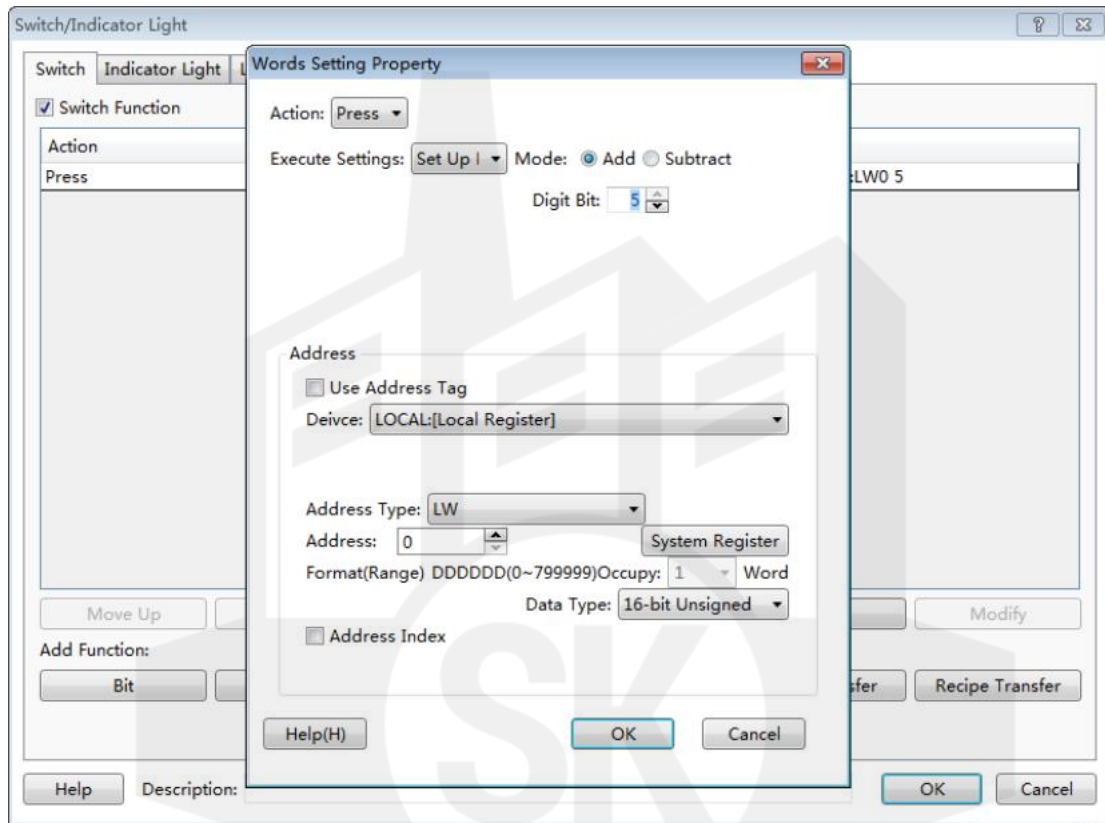 Switch/Indicator Light
Switch Indicator Light
Switch Function
Action
Press
:LW0 5
Words Setting Property
Action: Press
Execute Settings: Set Up Mode: Add Subtract
Digit Bit: 5
Address
Use Address Tag
Deivce: LOCAL:[Local Register]
Address Type: LW
Address: 0 System Register
Format(Range) DDDDDD(0~799999)Occupy: 1 Word
Data Type: 16-bit Unsigned
Address Index
Help(H) OK Cancel
Move Up Modify
Add Function:
Bit sfer Recipe Transfer
Help Description: OK Cancel
SK